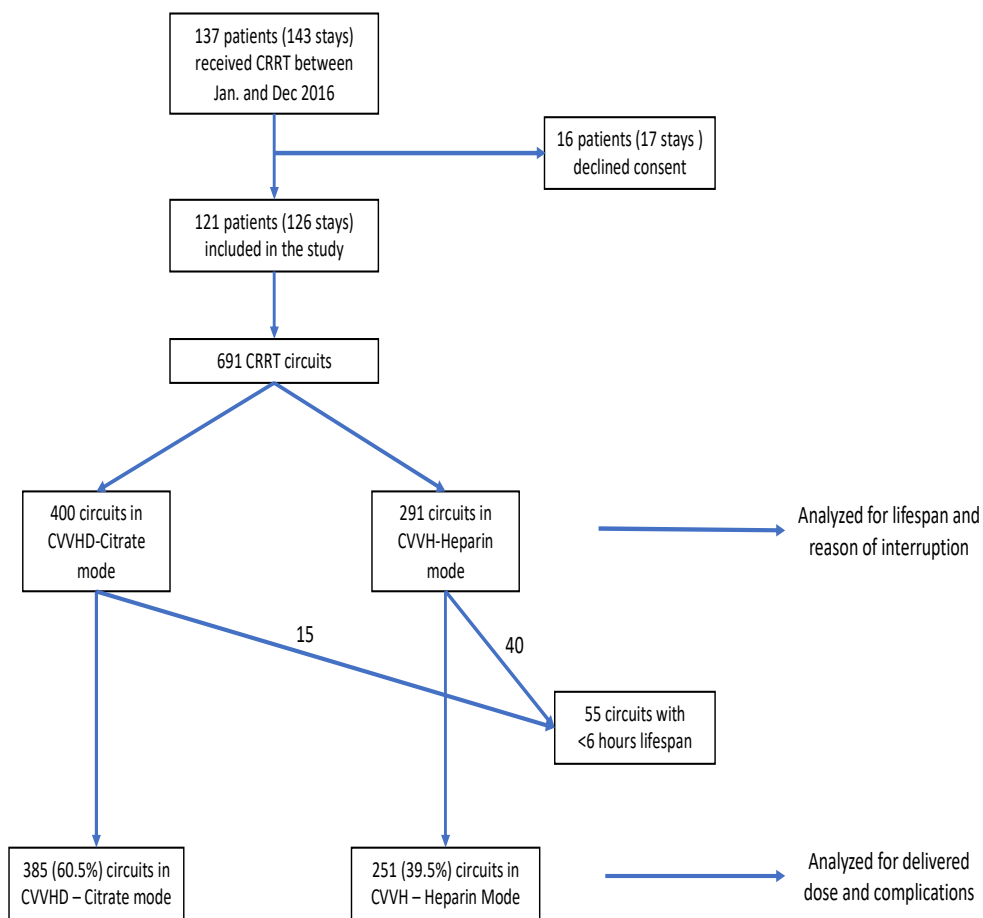 137 patients (143 stays)
received CRRT between
Jan. and Dec 2016
16 patients (17 stays )
declined consent
121 patients (126 stays)
included in the study
691 CRRT circuits
400 circuits in
CVVHD-Citrate
mode
291 circuits in
CVVH-Heparin
mode
Analyzed for lifespan and
reason of interruption
15
40
55 circuits with
<6 hours lifespan
385 (60.5%) circuits in
CVVHD – Citrate mode
251 (39.5%) circuits in
CVVH – Heparin Mode
Analyzed for delivered
dose and complications